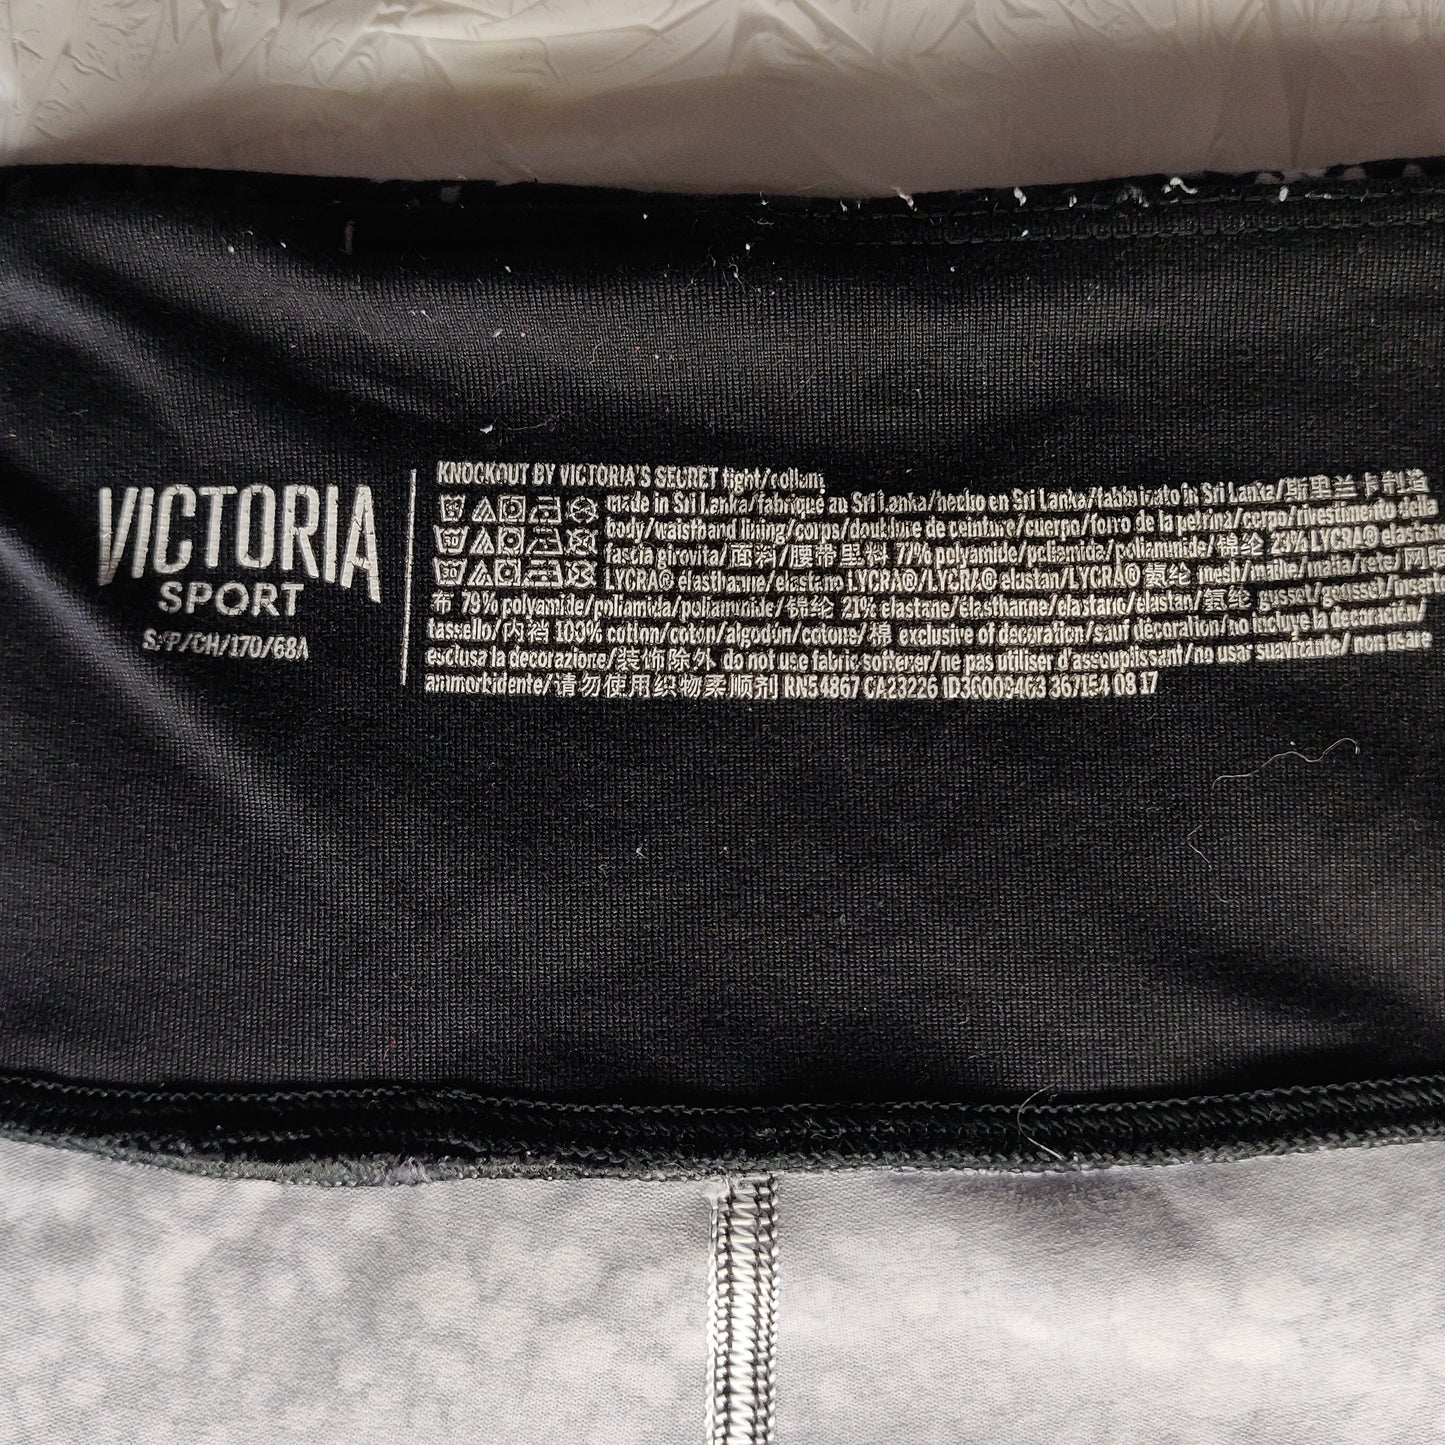 VICTORIA
SPORT
S/P/CH/170/68A
KNOCKOUT BY VICTORIA'S SECRET tight/collant
made in Sri Lanka/fabriqué au Sri Lanka/hecho en Sri Lanka/fabbricato in Sri Lanka/斯里兰卡制造
body/waistband lining/corps/doublure de ceinture/cuerpo/forro de la petrina/corpo/rivestimento della
fascia girovita/面料/腰带里料 77% polyamide/poliamida/poliammide/锦纶 23% LYCRA® elastane
LYCRA® élasthanne/elastano LYCRA®/LYCRA® elastan/LYCRA® 氨纶 mesh/maille/malla/rete/网
布 79% polyamide/poliamida/poliammide/锦纶 21% elastane/élasthanne/elastano/elastan/氨纶 gusset/gousset/
tassello/内裆 100% cotton/coton/algodón/cotone/棉 exclusive of decoration/sauf décoration/no incluye la decoración/
esclusa la decorazione/装饰除外 do not use fabric softener/ne pas utiliser d'assouplissant/no usar suavizante/non usare
ammorbidente/请勿使用织物柔顺剂 RN54867 CA23226 ID36009463 367154 08 17